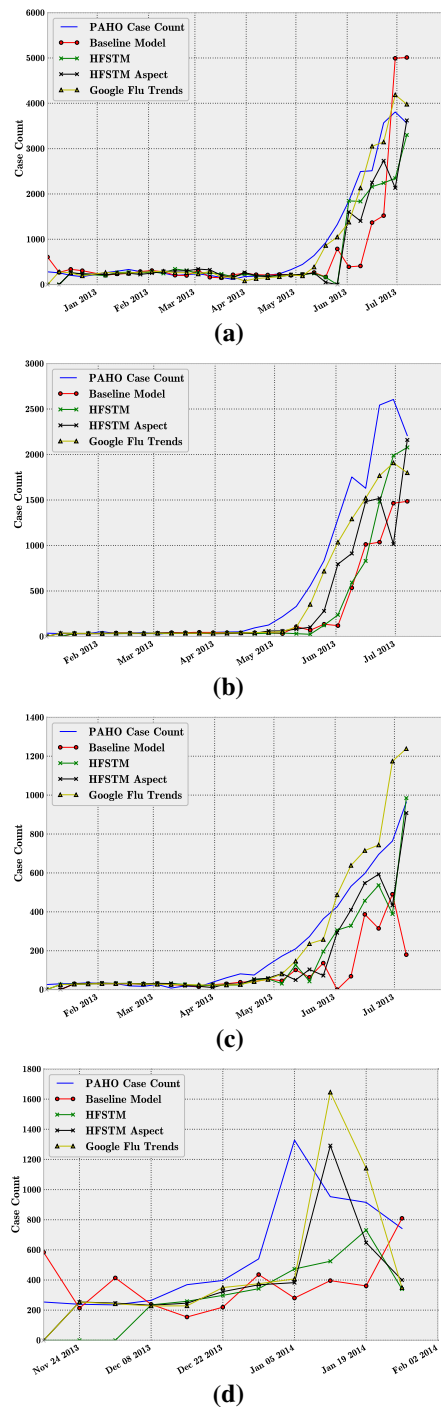 6000
5000
4000
3000
2000
1000
0
Case Count
PAHO Case Count
Baseline Model
HFSTM
HFSTM Aspect
Google Flu Trends
Jan 2013
Feb 2013
Mar 2013
Apr 2013
May 2013
Jun 2013
Jul 2013
(a)
3000
2500
2000
1500
1000
500
0
Case Count
PAHO Case Count
Baseline Model
HFSTM
HFSTM Aspect
Google Flu Trends
Feb 2013
Mar 2013
Apr 2013
May 2013
Jun 2013
Jul 2013
(b)
1400
1200
1000
800
600
400
200
0
Case Count
PAHO Case Count
Baseline Model
HFSTM
HFSTM Aspect
Google Flu Trends
Feb 2013
Mar 2013
Apr 2013
May 2013
Jun 2013
Jul 2013
(c)
1800
1600
1400
1200
1000
800
600
400
200
0
Case Count
PAHO Case Count
Baseline Model
HFSTM
HFSTM Aspect
Google Flu Trends
Nov 24 2013
Dec 08 2013
Dec 22 2013
Jan 05 2014
Jan 19 2014
Feb 02 2014
(d)